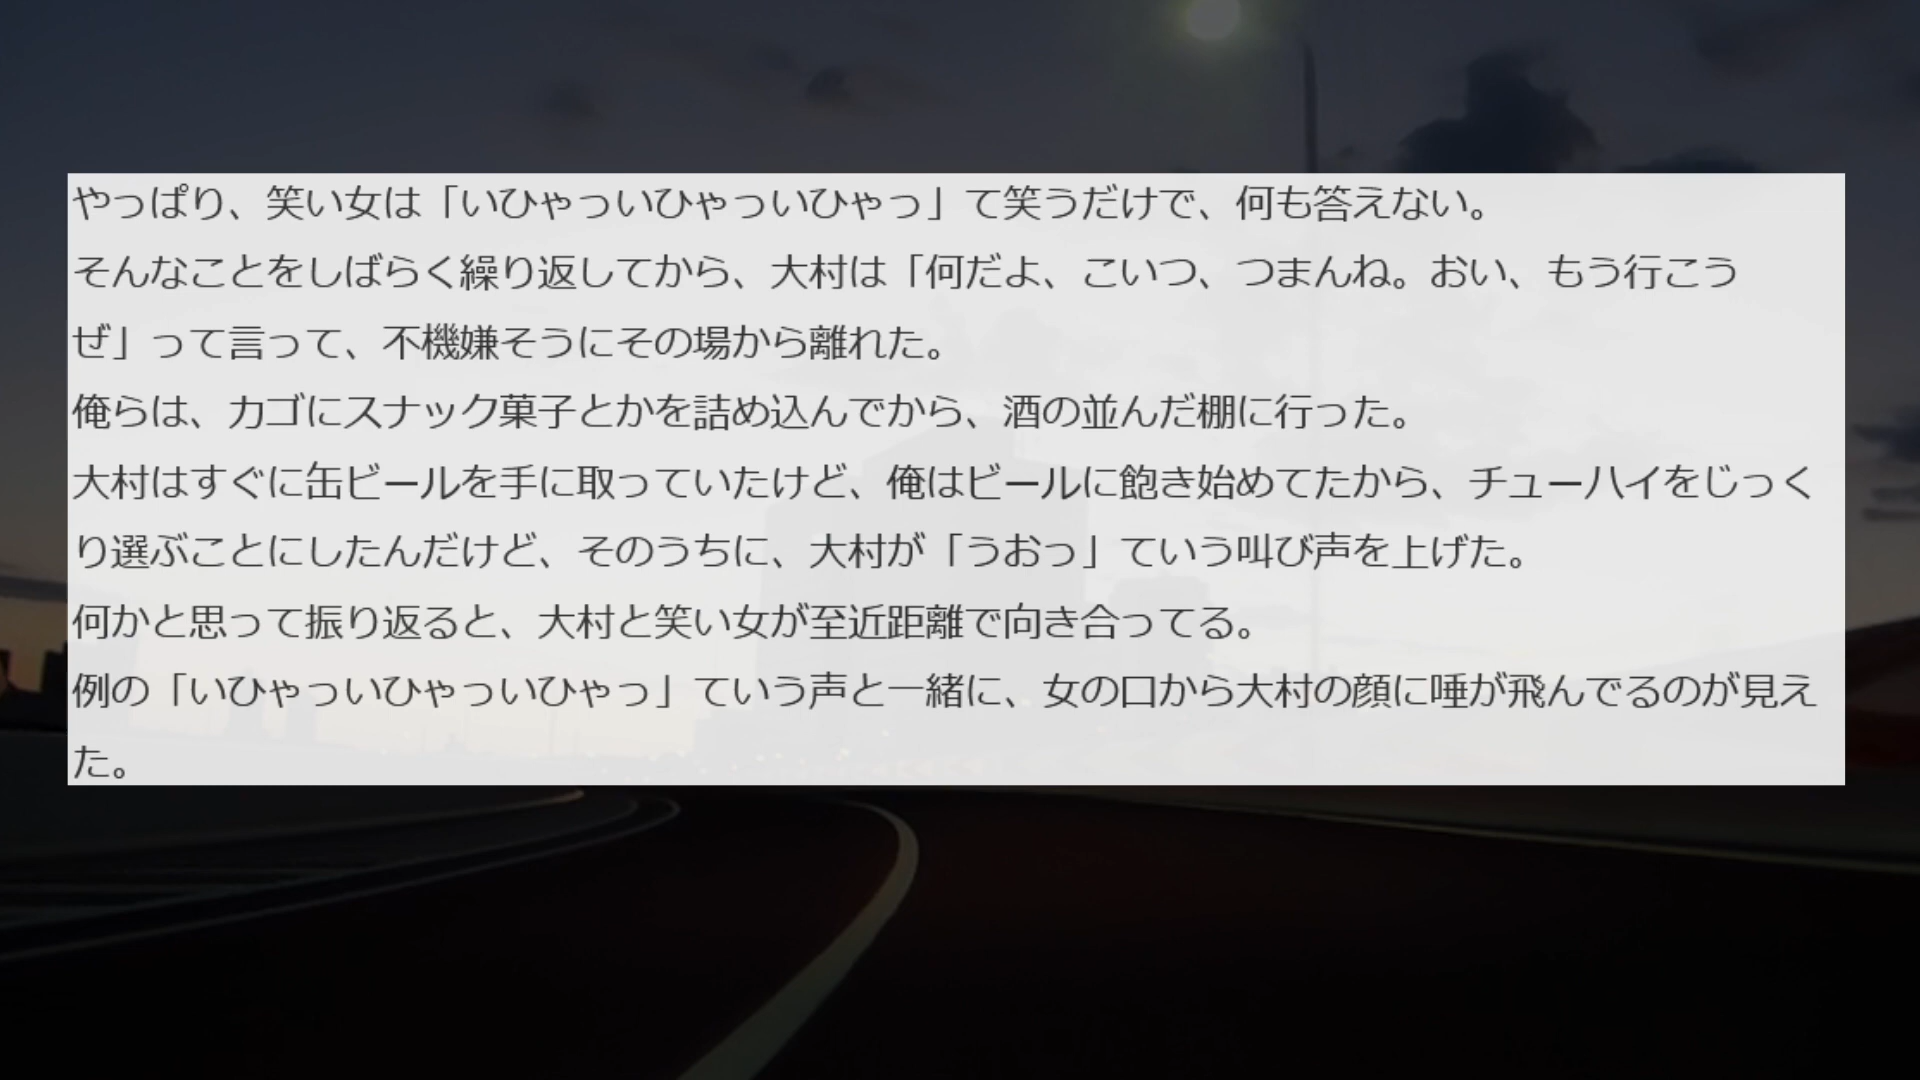 やっぱり、笑い女は「いひゃっいひゃっいひゃっ」て笑うだけで、何も答えない。
そんなことをしばらく繰り返してから、大村は「何だよ、こいつ、つまんね。おい、もう行こう
ぜ」って言って、不機嫌そうにその場から離れた。
俺らは、カゴにスナック菓子とかを詰め込んでから、酒の並んだ棚に行った。
大村はすぐに缶ビールを手に取っていたけど、俺はビールに飽き始めてたから、チューハイをじっく
り選ぶことにしたんだけど、そのうちに、大村が「うおっ」ていう叫び声を上げた。
何かと思って振り返ると、大村と笑い女が至近距離で向き合ってる。
例の「いひゃっいひゃっいひゃっ」ていう声と一緒に、女の口から大村の顔に唾が飛んでるのが見え
た。